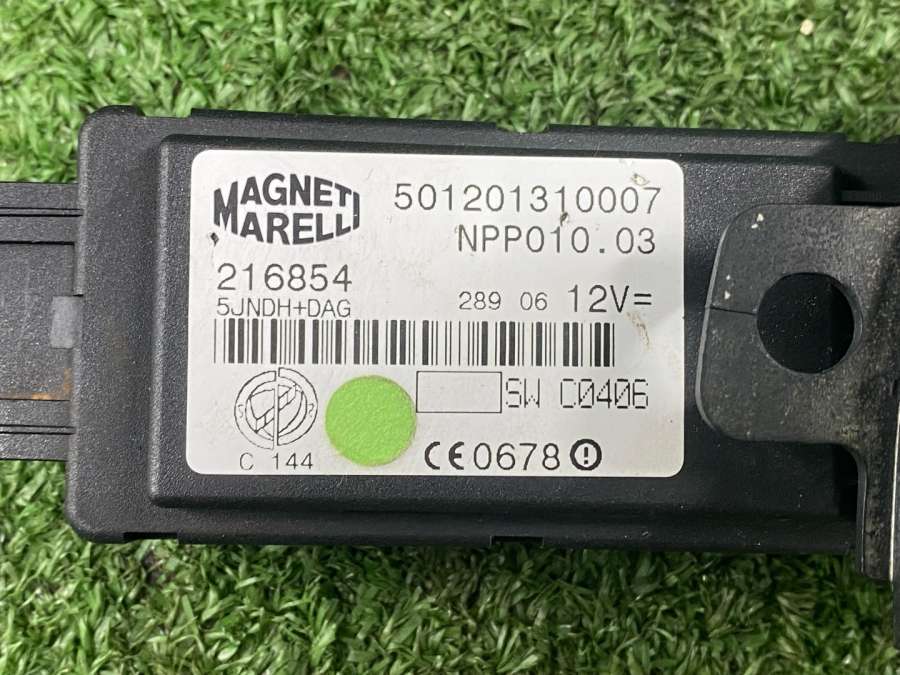 MAGNETI
MARELLI
501201310007
NPP010.03
216854
5JNDH+DAG
289 06 12V=
SW C0406
C 144
CE0678